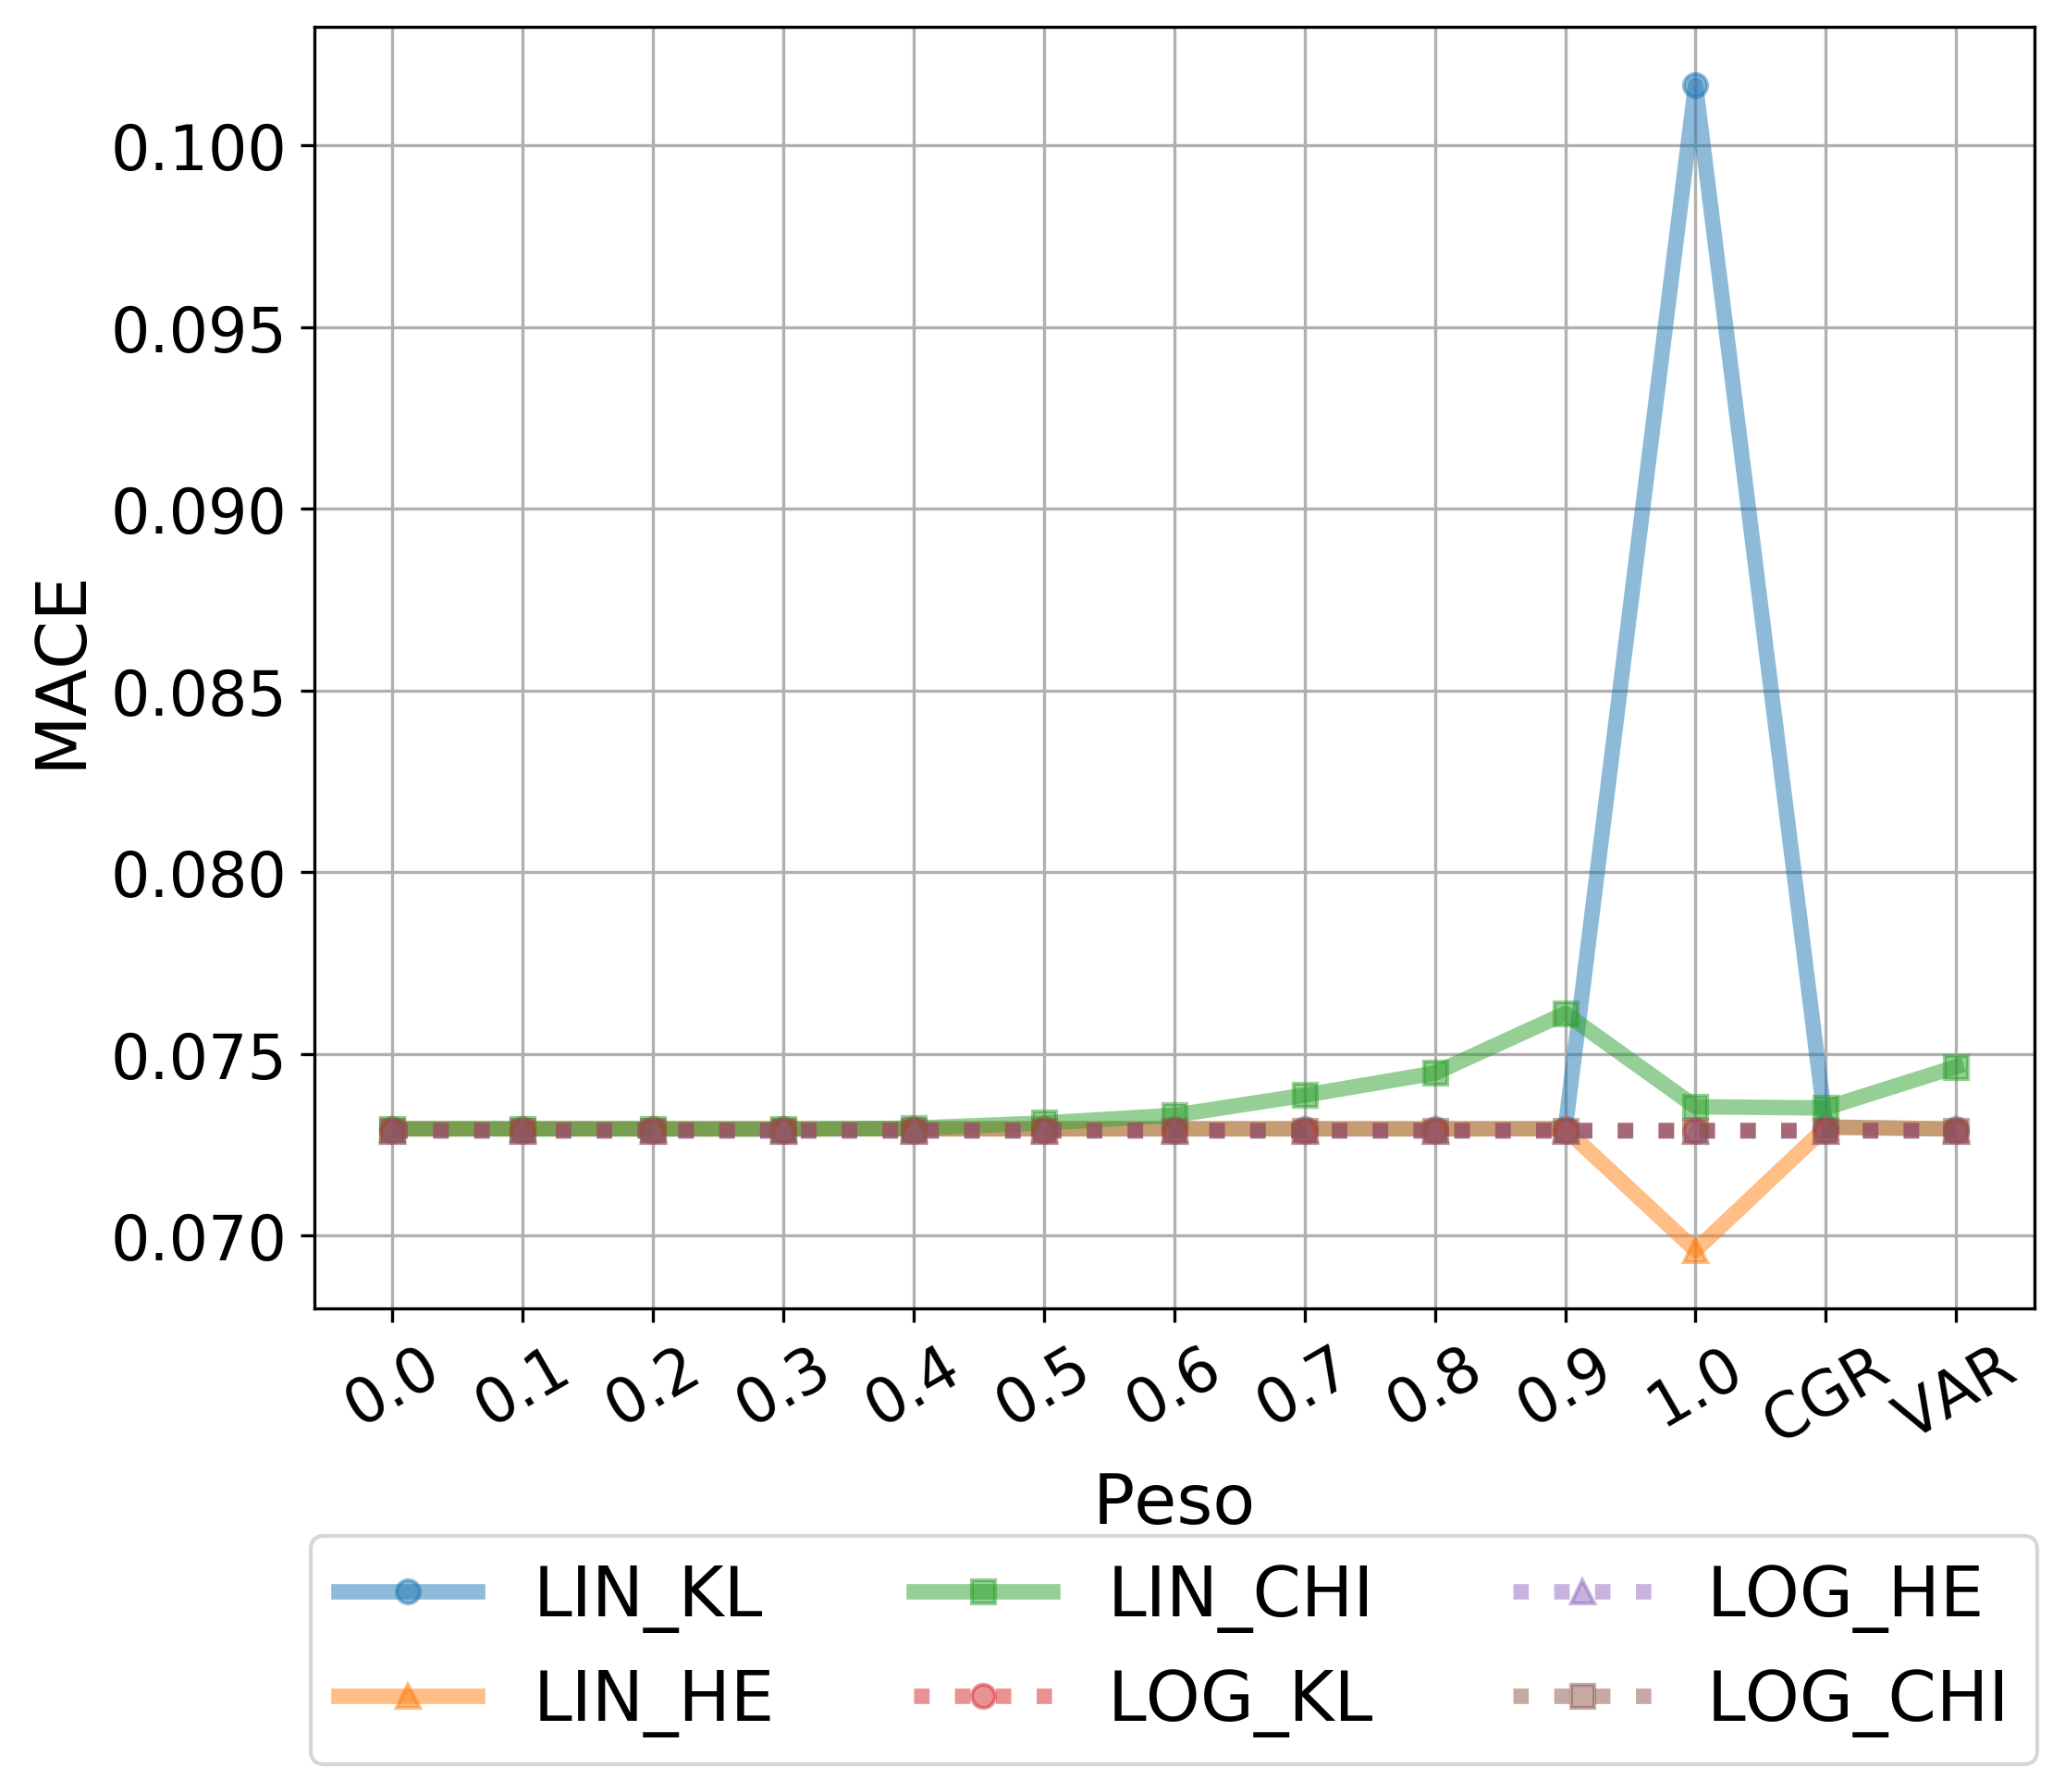 0.100
0.095
0.090
0.085
0.080
0.075
0.070
MACE
0.0 0.1 0.2 0.3 0.4 0.5 0.6 0.7 0.8 0.9 1.0 CGR VAR
Peso
LIN_KL LIN_CHI LOG_HE
LIN_HE LOG_KL LOG_CHI